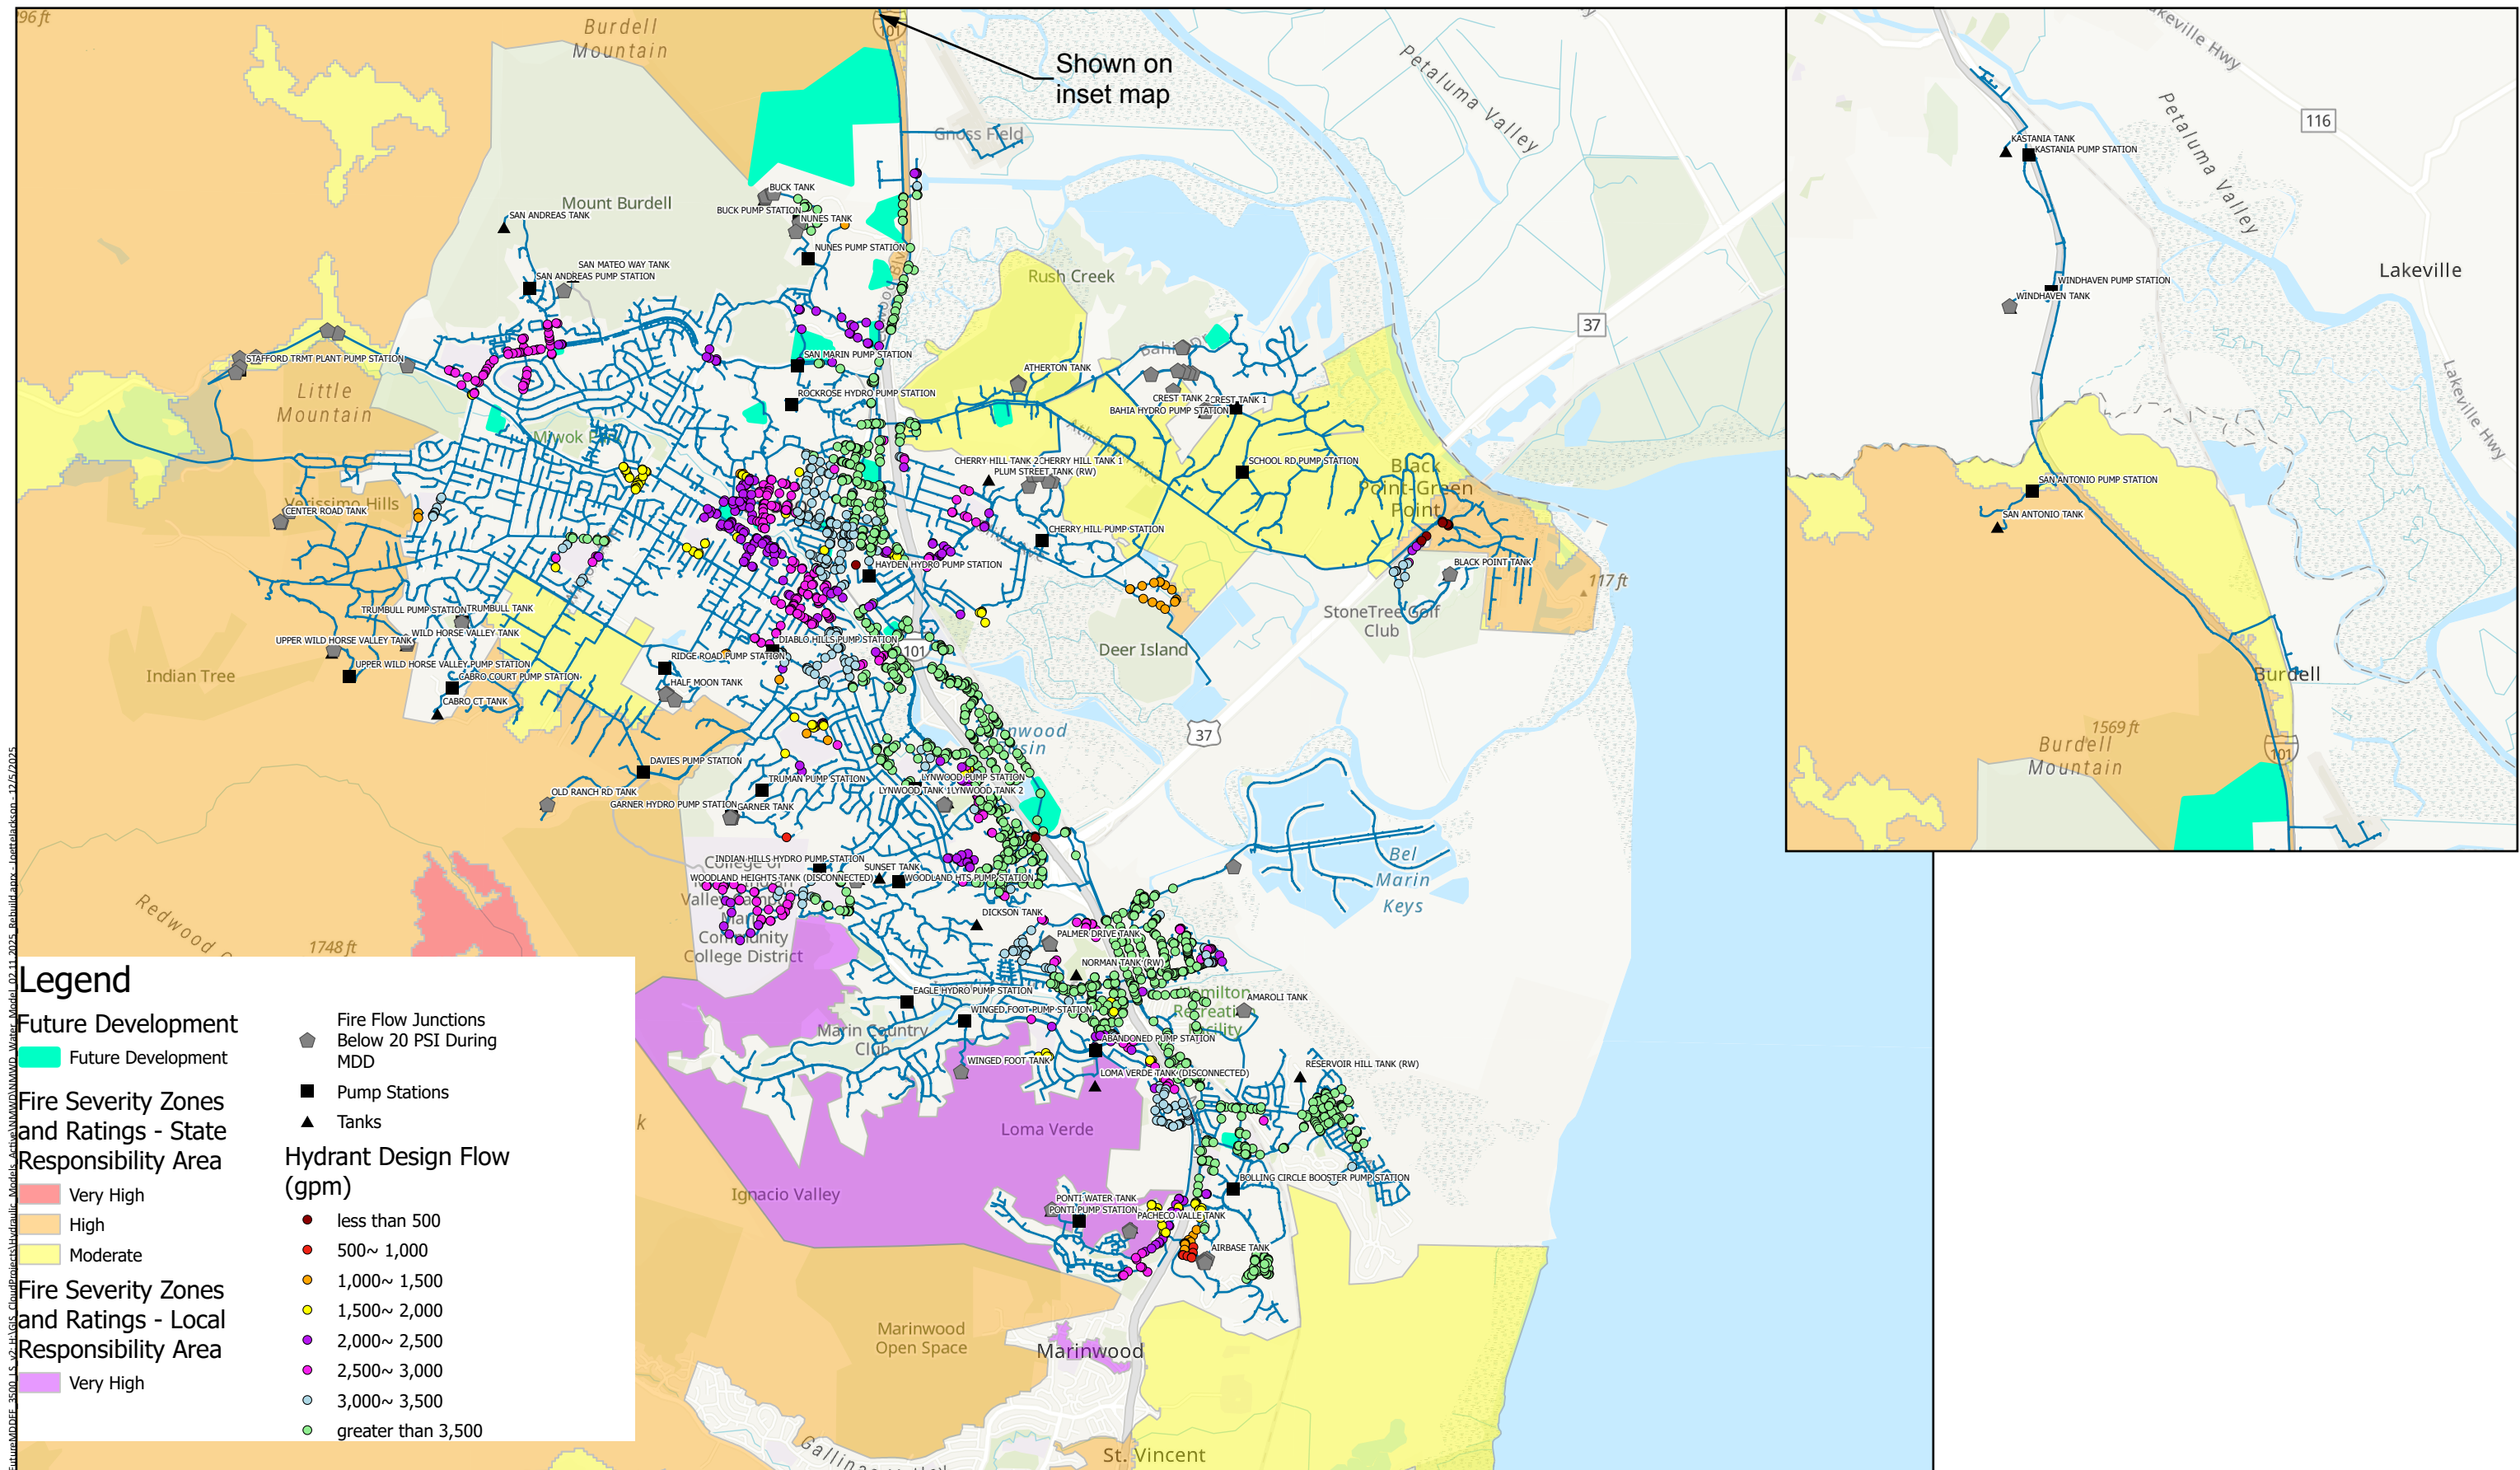 96 ft
Burdell
Mountain
101
Shown on
inset map
Petaluma Valley
Gnoss Field
Mount Burdell
BUCK TANK
BUCK PUMP STATION
NUNES TANK
SAN ANDREAS TANK
NUNES PUMP STATION
SAN MATEO WAY TANK
SAN ANDREAS PUMP STATION
Rush Creek
37
STAFFORD TRMT PLANT PUMP STATION
SAN MARIN PUMP STATION
ATHERTON TANK
Little
Mountain
ROCKROSE HYDRO PUMP STATION
CREST TANK 2
CREST TANK 1
BAHIA HYDRO PUMP STATION
CHERRY HILL TANK 2
CHERRY HILL TANK 1
PLUM STREET TANK (RW)
SCHOOL RD PUMP STATION
Black
Point-Green
Point
Verissimo Hills
CENTER ROAD TANK
CHERRY HILL PUMP STATION
HAYDEN HYDRO PUMP STATION
BLACK POINT TANK
117 ft
StoneTree Golf
Club
TRUMBULL PUMP STATION
TRUMBULL TANK
WILD HORSE VALLEY TANK
UPPER WILD HORSE VALLEY TANK
DIABLO HILLS PUMP STATION
RIDGE ROAD PUMP STATION
101
Deer Island
Indian Tree
UPPER WILD HORSE VALLEY PUMP STATION
CABRO COURT PUMP STATION
HALF MOON TANK
CABRO CT TANK
37
DAVIES PUMP STATION
TRUMAN PUMP STATION
LYNWOOD PUMP STATION
OLD RANCH RD TANK
LYNWOOD TANK 1
LYNWOOD TANK 2
GARNER HYDRO PUMP STATION
GARNER TANK
Bel
Marin
Keys
INDIAN HILLS HYDRO PUMP STATION
SUNSET TANK
WOODLAND HEIGHTS TANK (DISCONNECTED)
WOODLAND HTS PUMP STATION
College of
Community
College District
DICKSON TANK
PALMER DRIVE TANK
1748 ft
NORMAN TANK (RW)
EAGLE HYDRO PUMP STATION
AMAROLI TANK
WINGED FOOT PUMP STATION
Marin Country
Club
ABANDONED PUMP STATION
WINGED FOOT TANK
RESERVOIR HILL TANK (RW)
LOMA VERDE TANK (DISCONNECTED)
Loma Verde
BOLLING CIRCLE BOOSTER PUMP STATION
Ignacio Valley
PONTI WATER TANK
PONTI PUMP STATION
PACHECO VALLE TANK
AIRBASE TANK
Marinwood
Open Space
Marinwood
St. Vincent
Legend
Future Development
Future Development
Fire Severity Zones
and Ratings - State
Responsibility Area
Very High
High
Moderate
Fire Severity Zones
and Ratings - Local
Responsibility Area
Very High
Fire Flow Junctions
Below 20 PSI During
MDD
Pump Stations
Tanks
Hydrant Design Flow
(gpm)
less than 500
500~ 1,000
1,000~ 1,500
1,500~ 2,000
2,000~ 2,500
2,500~ 3,000
3,000~ 3,500
greater than 3,500
Lakeville Hwy
116
Petaluma Valley
KASTANIA TANK
KASTANIA PUMP STATION
Lakeville
WINDHAVEN PUMP STATION
WINDHAVEN TANK
Lakeville Hwy
SAN ANTONIO PUMP STATION
SAN ANTONIO TANK
Burdell
1569 ft
Burdell
Mountain
101